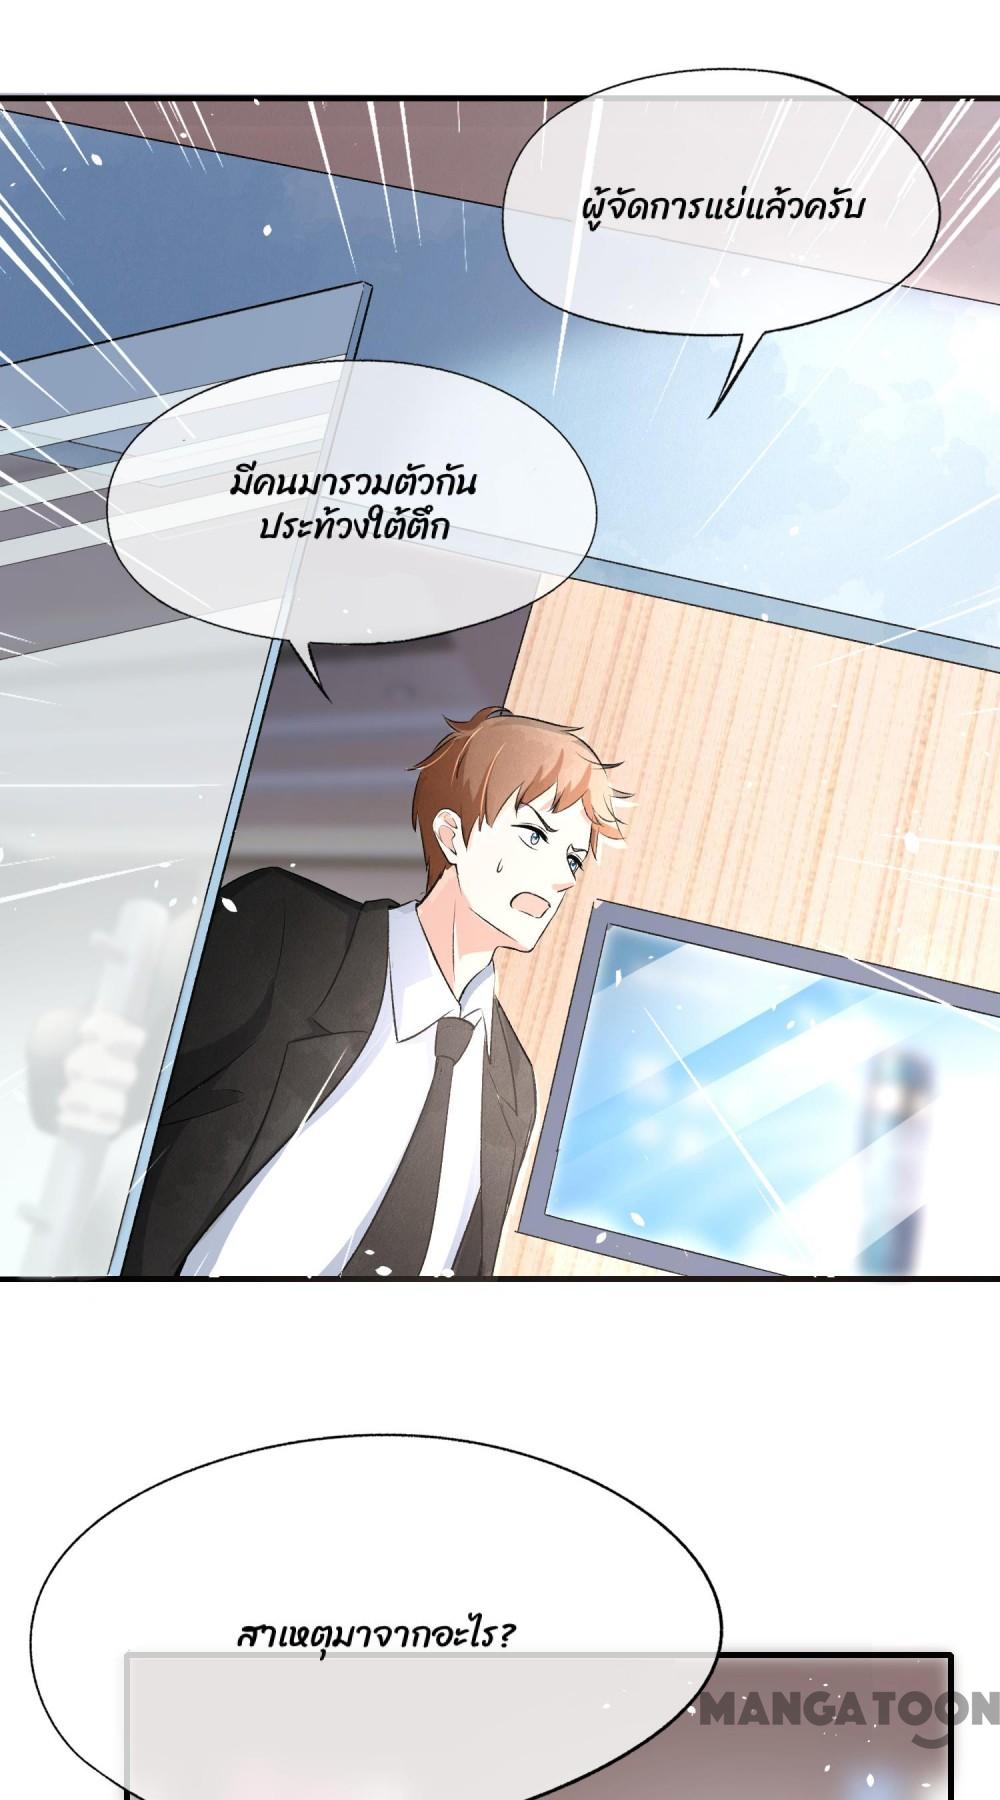 ผู้จัดการแย่แล้วครับ
มีคนมารวมตัวกัน
ประท้วงใต้ตึก
สาเหตุมาจากอะไร?
MANGATOON